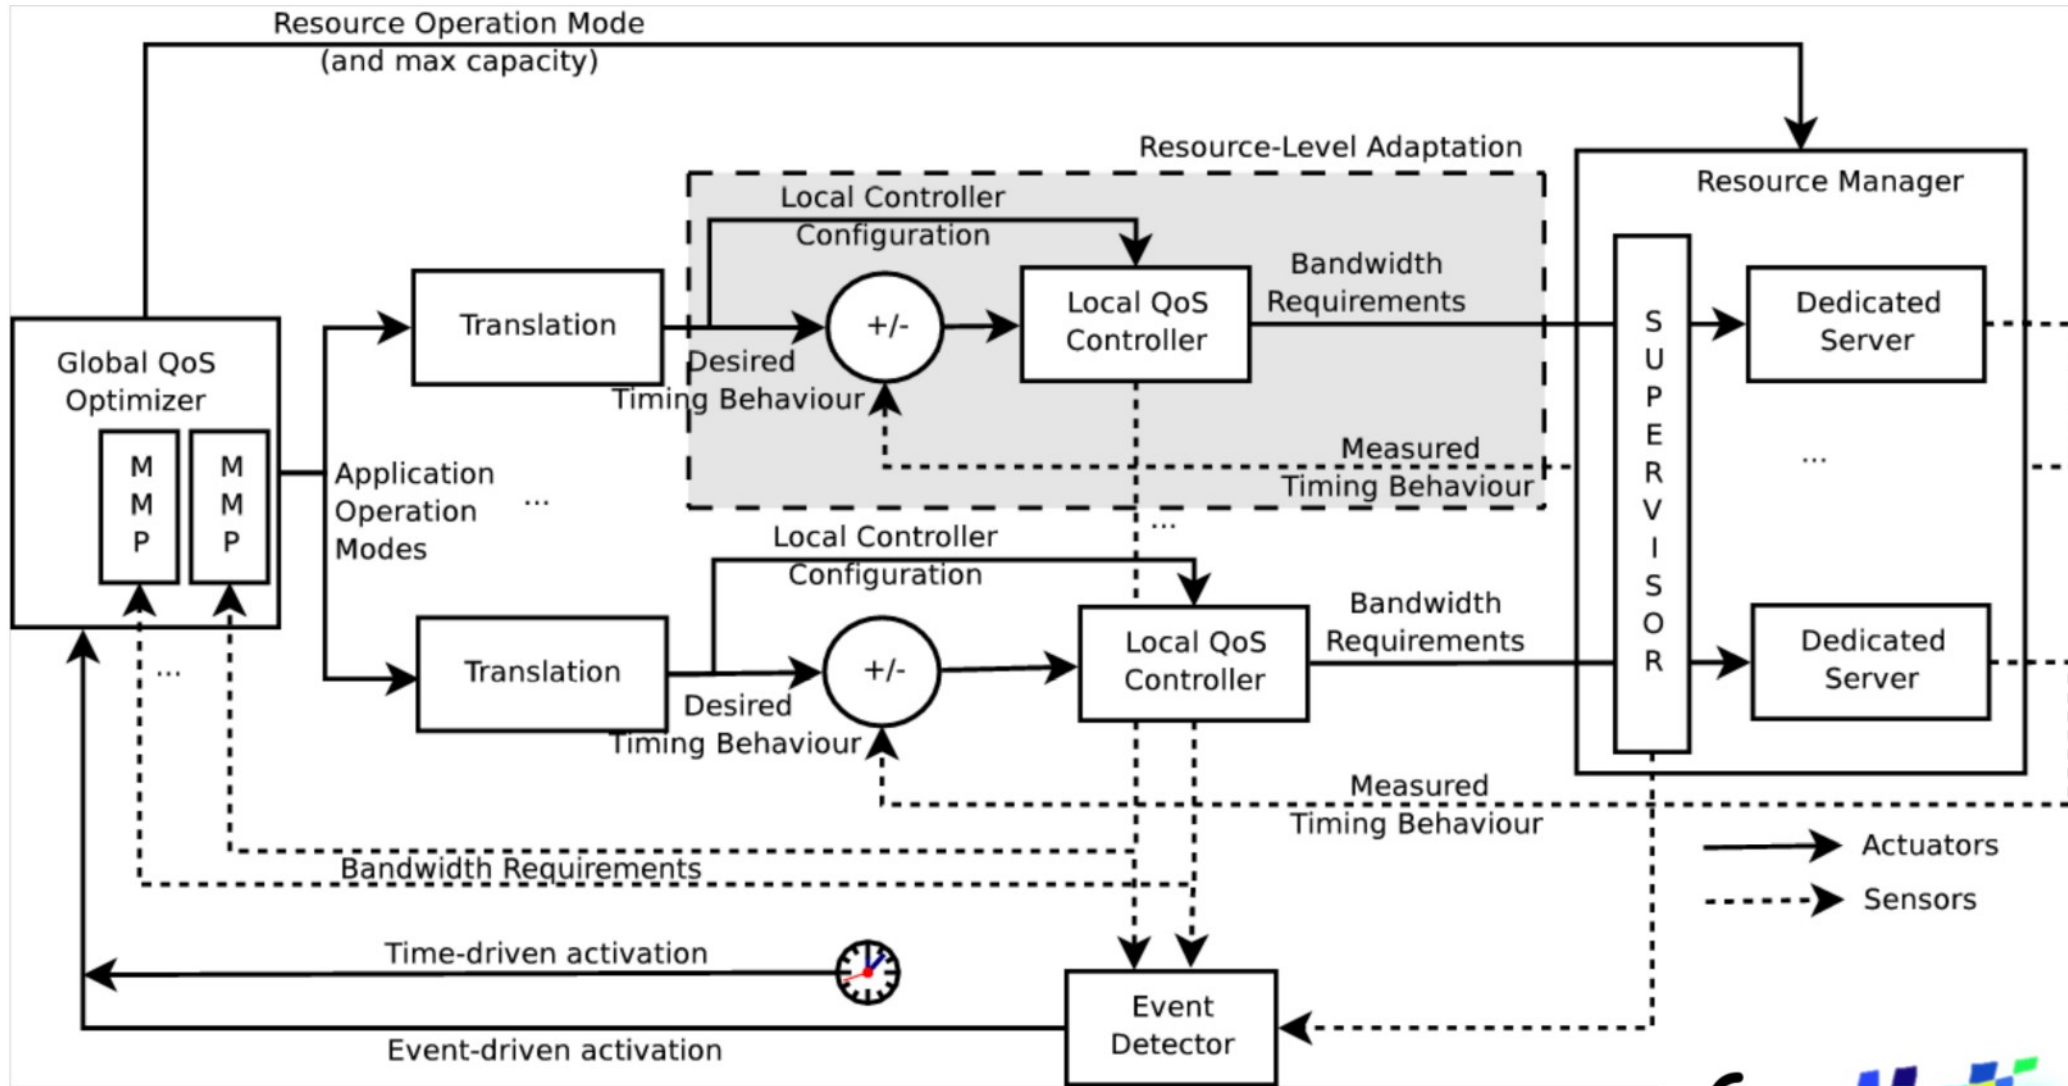 Resource Operation Mode
(and max capacity)
Resource-Level Adaptation
Resource Manager
Local Controller
Configuration
Translation
+/-
Local QoS
Controller
Bandwidth
Requirements
Dedicated
Server
Desired
Timing Behaviour
Measured
Timing Behaviour
...
S
U
P
E
R
V
I
S
O
R
Global QoS
Optimizer
M
M
P
M
M
P
Application
Operation
Modes
...
...
Local Controller
Configuration
Translation
+/-
Local QoS
Controller
Bandwidth
Requirements
Dedicated
Server
Desired
Timing Behaviour
Measured
Timing Behaviour
...
Bandwidth Requirements
Actuators
Sensors
Time-driven activation
Event-driven activation
Event
Detector